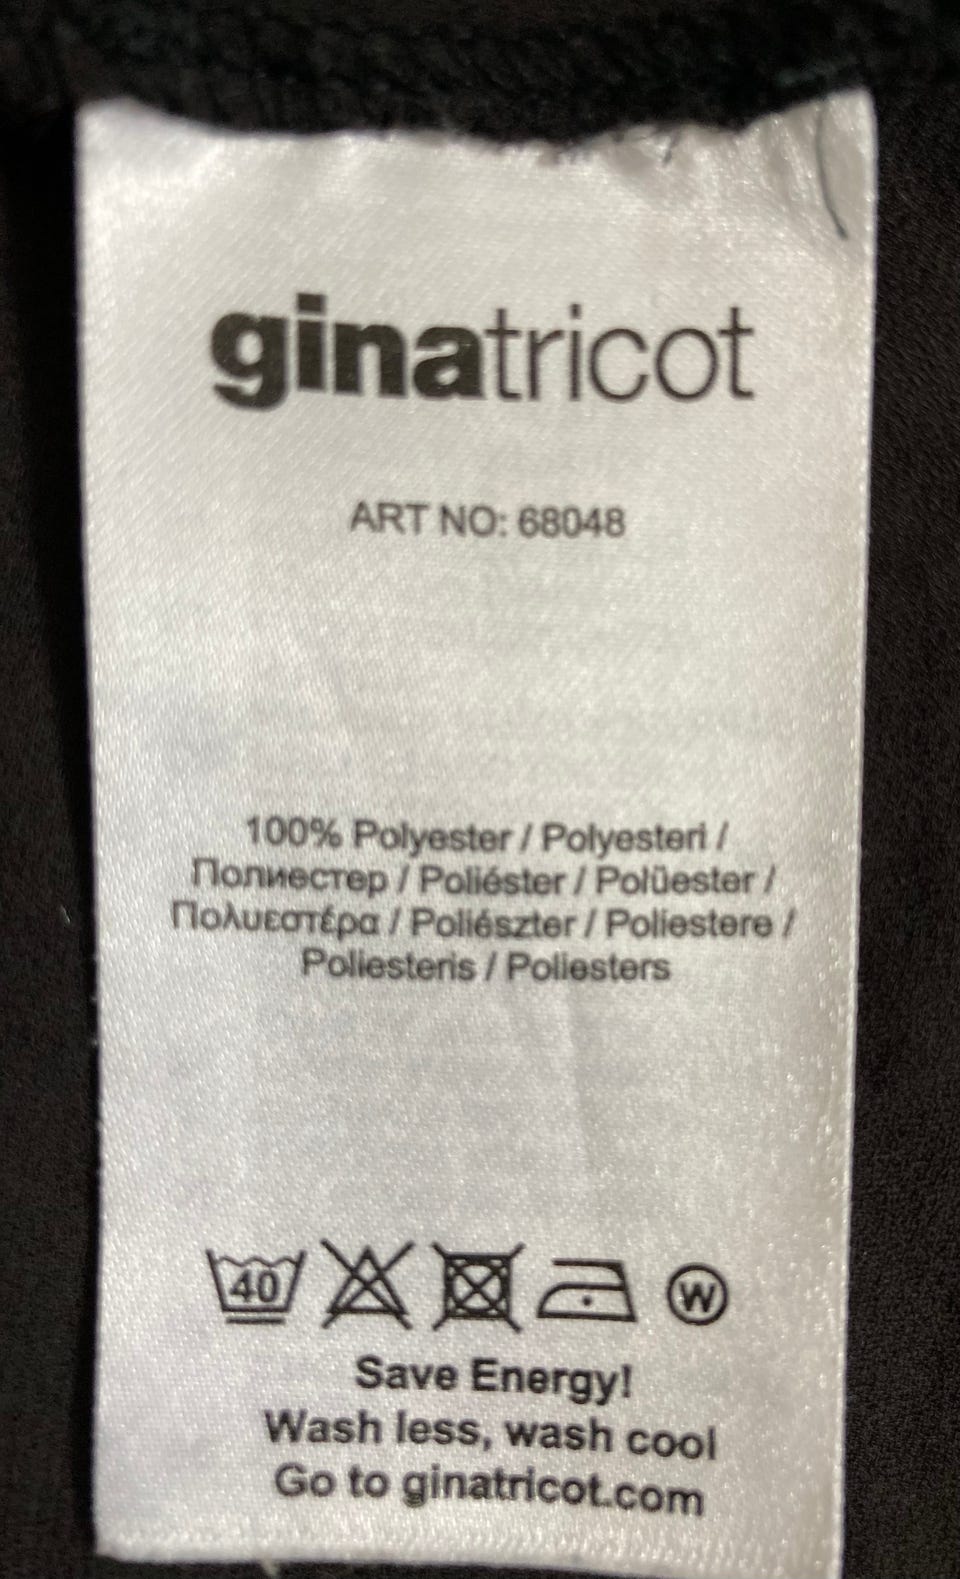 ginatricot
ART NO: 68048
100% Polyester / Polyesteri /
Полиестер / Poliéster / Polüester /
Πολυεστέρα / Poliészter / Poliestere /
Poliesteris / Poliesters
40 W
Save Energy!
Wash less, wash cool
Go to ginatricot.com